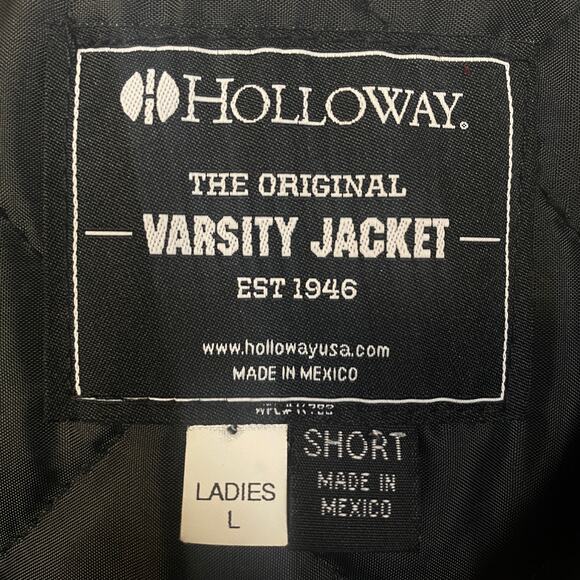 HOLLOWAY®
THE ORIGINAL
VARSITY JACKET
EST 1946
www.hollowayusa.com
MADE IN MEXICO
LADIES
L
SHORT
MADE IN
MEXICO